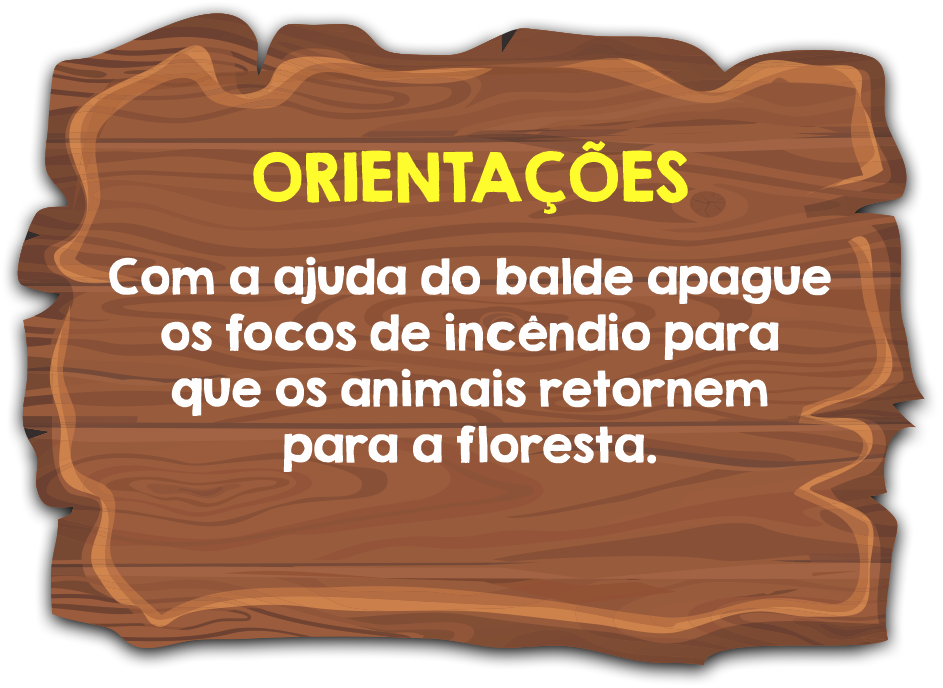 ORIENTAÇÕES
Com a ajuda do balde apague
os focos de incêndio para
que os animais retornem
para a floresta.